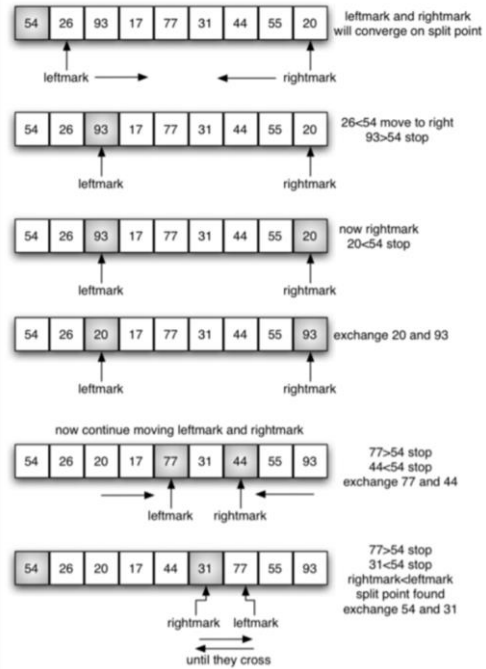 54 26 93 17 77 31 44 55 20
leftmark and rightmark
will converge on split point
leftmark rightmark
54 26 93 17 77 31 44 55 20
26<54 move to right
93>54 stop
leftmark rightmark
54 26 93 17 77 31 44 55 20
now rightmark
20<54 stop
leftmark rightmark
54 26 20 17 77 31 44 55 93
exchange 20 and 93
leftmark rightmark
now continue moving leftmark and rightmark
54 26 20 17 77 31 44 55 93
77>54 stop
44<54 stop
exchange 77 and 44
leftmark rightmark
54 26 20 17 44 31 77 55 93
77>54 stop
31<54 stop
rightmark<leftmark
split point found
exchange 54 and 31
rightmark leftmark
until they cross